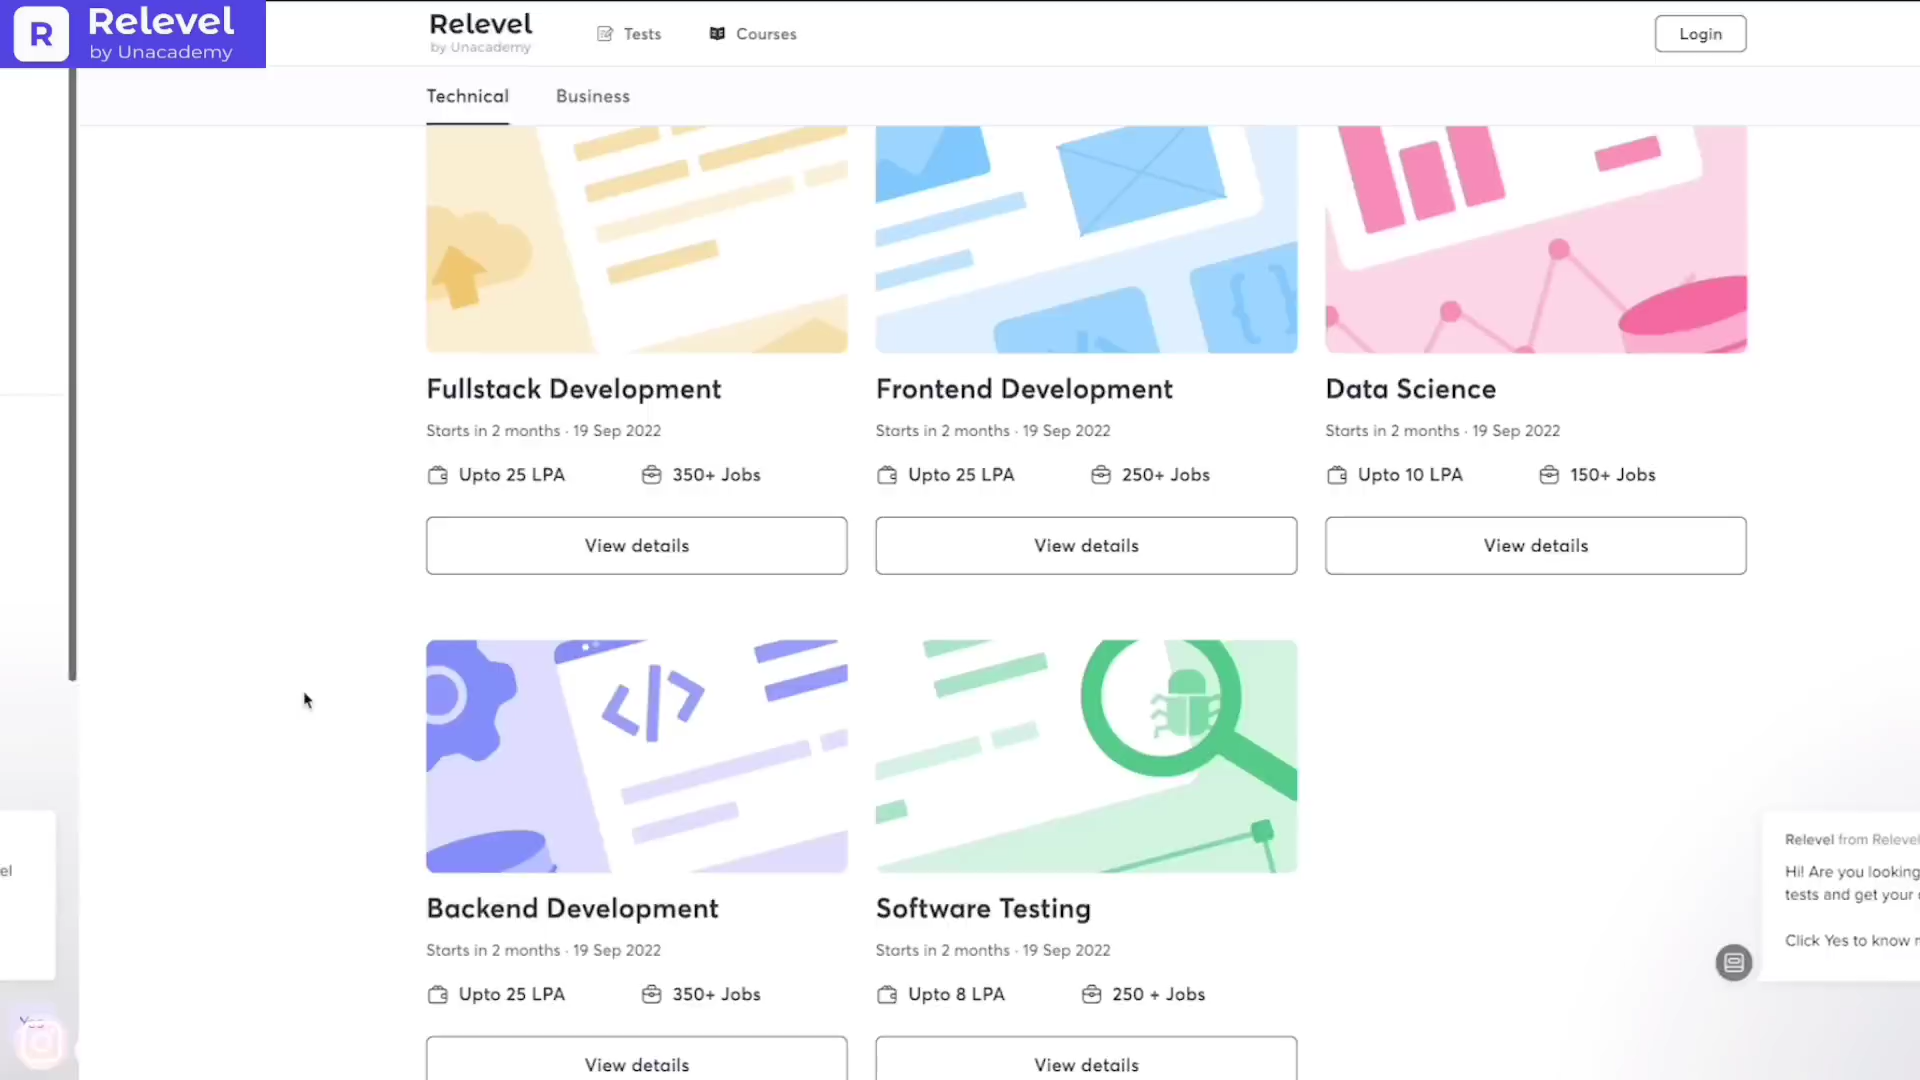 R Relevel
by Unacademy
Relevel
by Unacademy
Tests
Courses
Login
Technical
Business
Fullstack Development
Starts in 2 months · 19 Sep 2022
Upto 25 LPA
350+ Jobs
View details
Frontend Development
Starts in 2 months · 19 Sep 2022
Upto 25 LPA
250+ Jobs
View details
Data Science
Starts in 2 months · 19 Sep 2022
Upto 10 LPA
150+ Jobs
View details
Backend Development
Starts in 2 months · 19 Sep 2022
Upto 25 LPA
350+ Jobs
View details
Software Testing
Starts in 2 months · 19 Sep 2022
Upto 8 LPA
250 + Jobs
View details
Relevel from Relevel
Hi! Are you looking
tests and get your
Click Yes to know
el
Yes